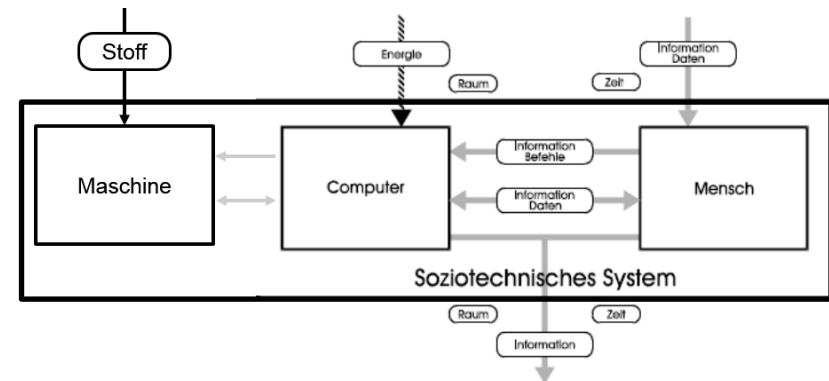 Stoff
Energie
Information
Daten
Raum
Zeit
Maschine
Computer
Information
Befehle
Information
Daten
Mensch
Soziotechnisches System
Raum
Zeit
Information